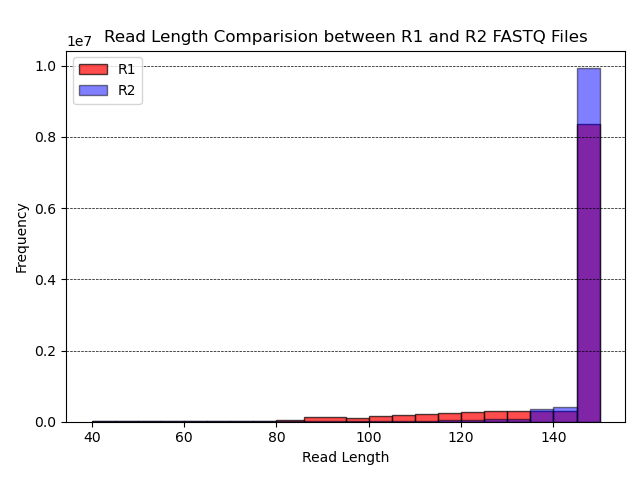 Read Length Comparision between R1 and R2 FASTQ Files
1e7
R1
R2
1.0
0.8
0.6
0.4
0.2
0.0
Frequency
40 60 80 100 120 140
Read Length